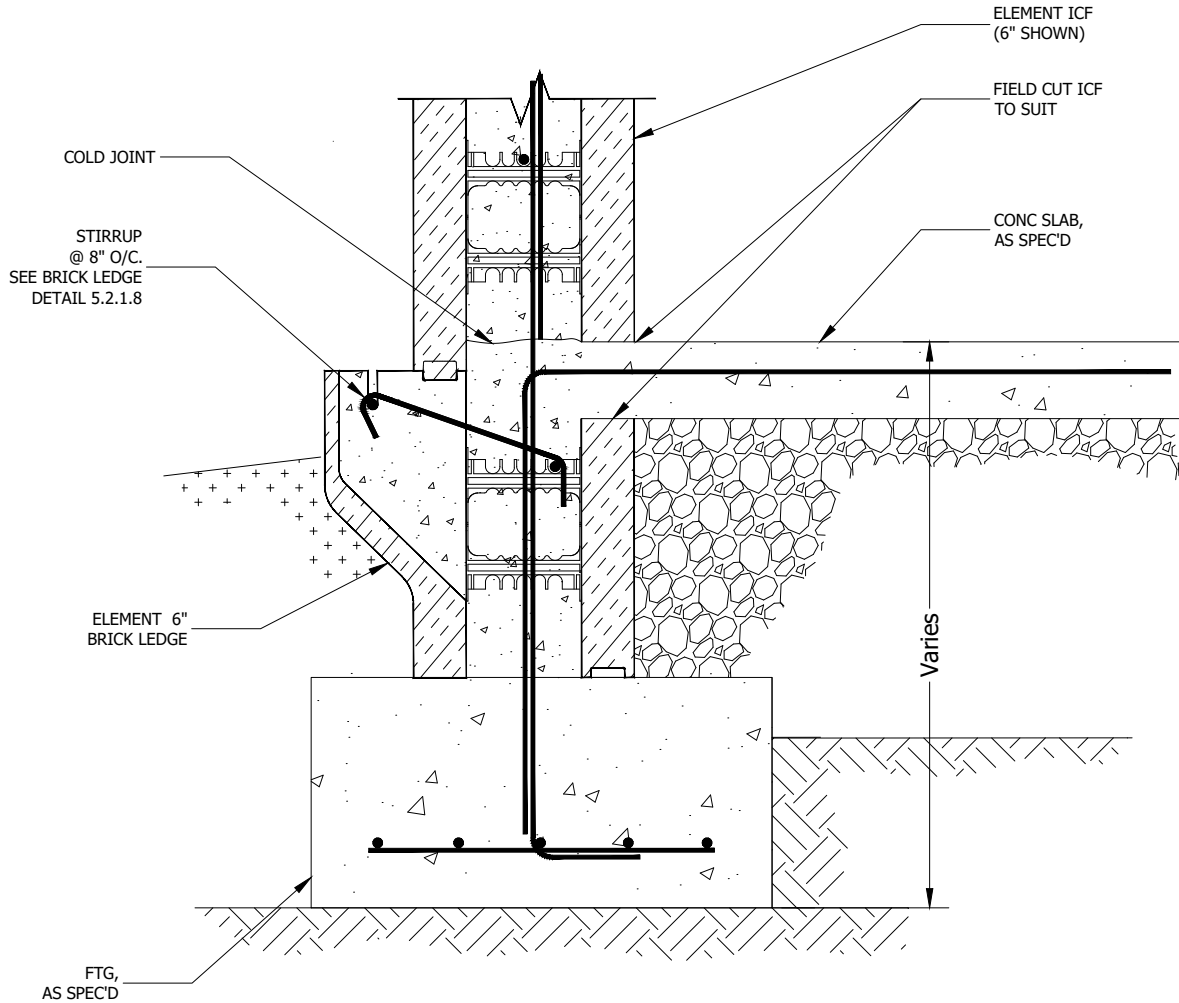 ELEMENT ICF
(6" SHOWN)
FIELD CUT ICF
TO SUIT
COLD JOINT
CONC SLAB,
AS SPEC'D
STIRRUP
@ 8" O/C.
SEE BRICK LEDGE
DETAIL 5.2.1.8
ELEMENT 6"
BRICK LEDGE
Varies
FTG,
AS SPEC'D